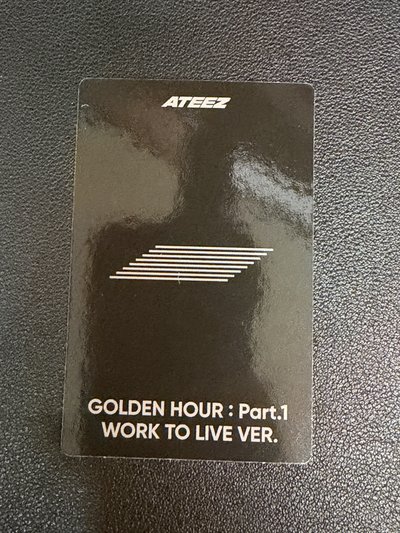 ATEEZ
GOLDEN HOUR : Part.1
WORK TO LIVE VER.